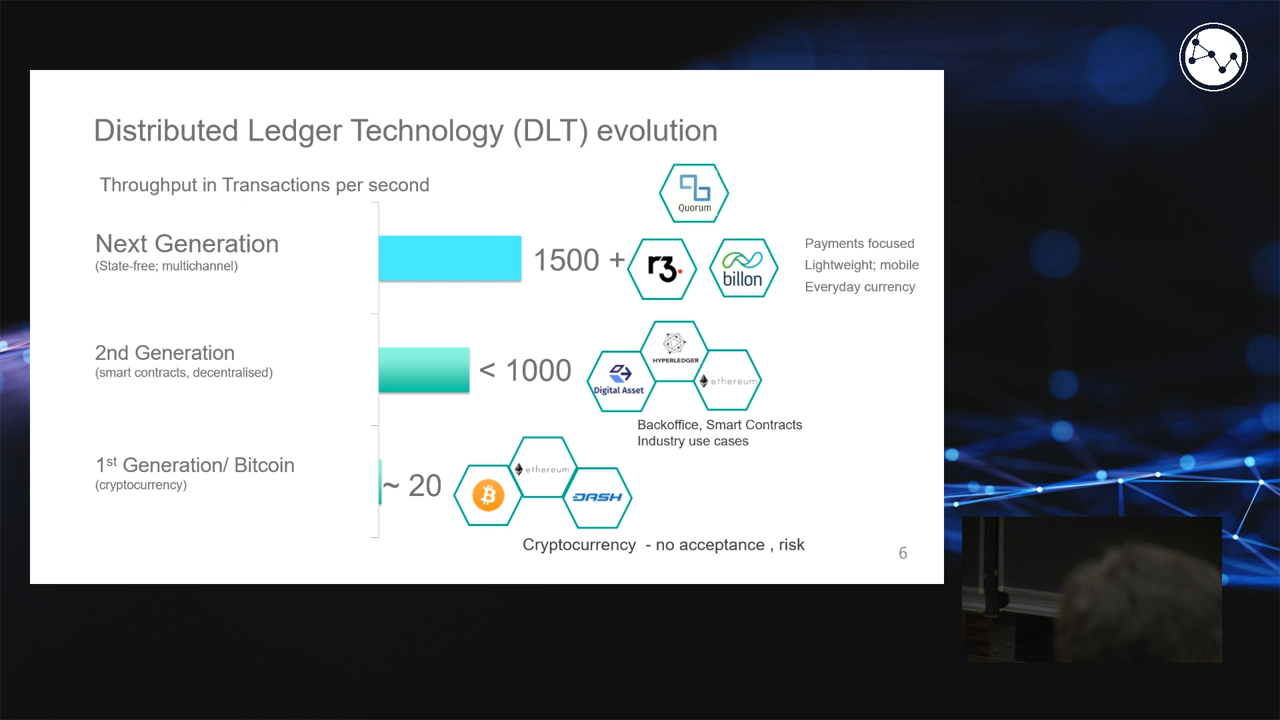 Distributed Ledger Technology (DLT) evolution
Throughput in Transactions per second
Quorum
Next Generation
(State-free; multichannel)
1500 +
r3.
billon
Payments focused
Lightweight; mobile
Everyday currency
2nd Generation
(smart contracts, decentralised)
< 1000
HYPERLEDGER
Digital Asset
ethereum
Backoffice, Smart Contracts
Industry use cases
1st Generation/ Bitcoin
(cryptocurrency)
~ 20
ethereum
DASH
Cryptocurrency - no acceptance , risk
6